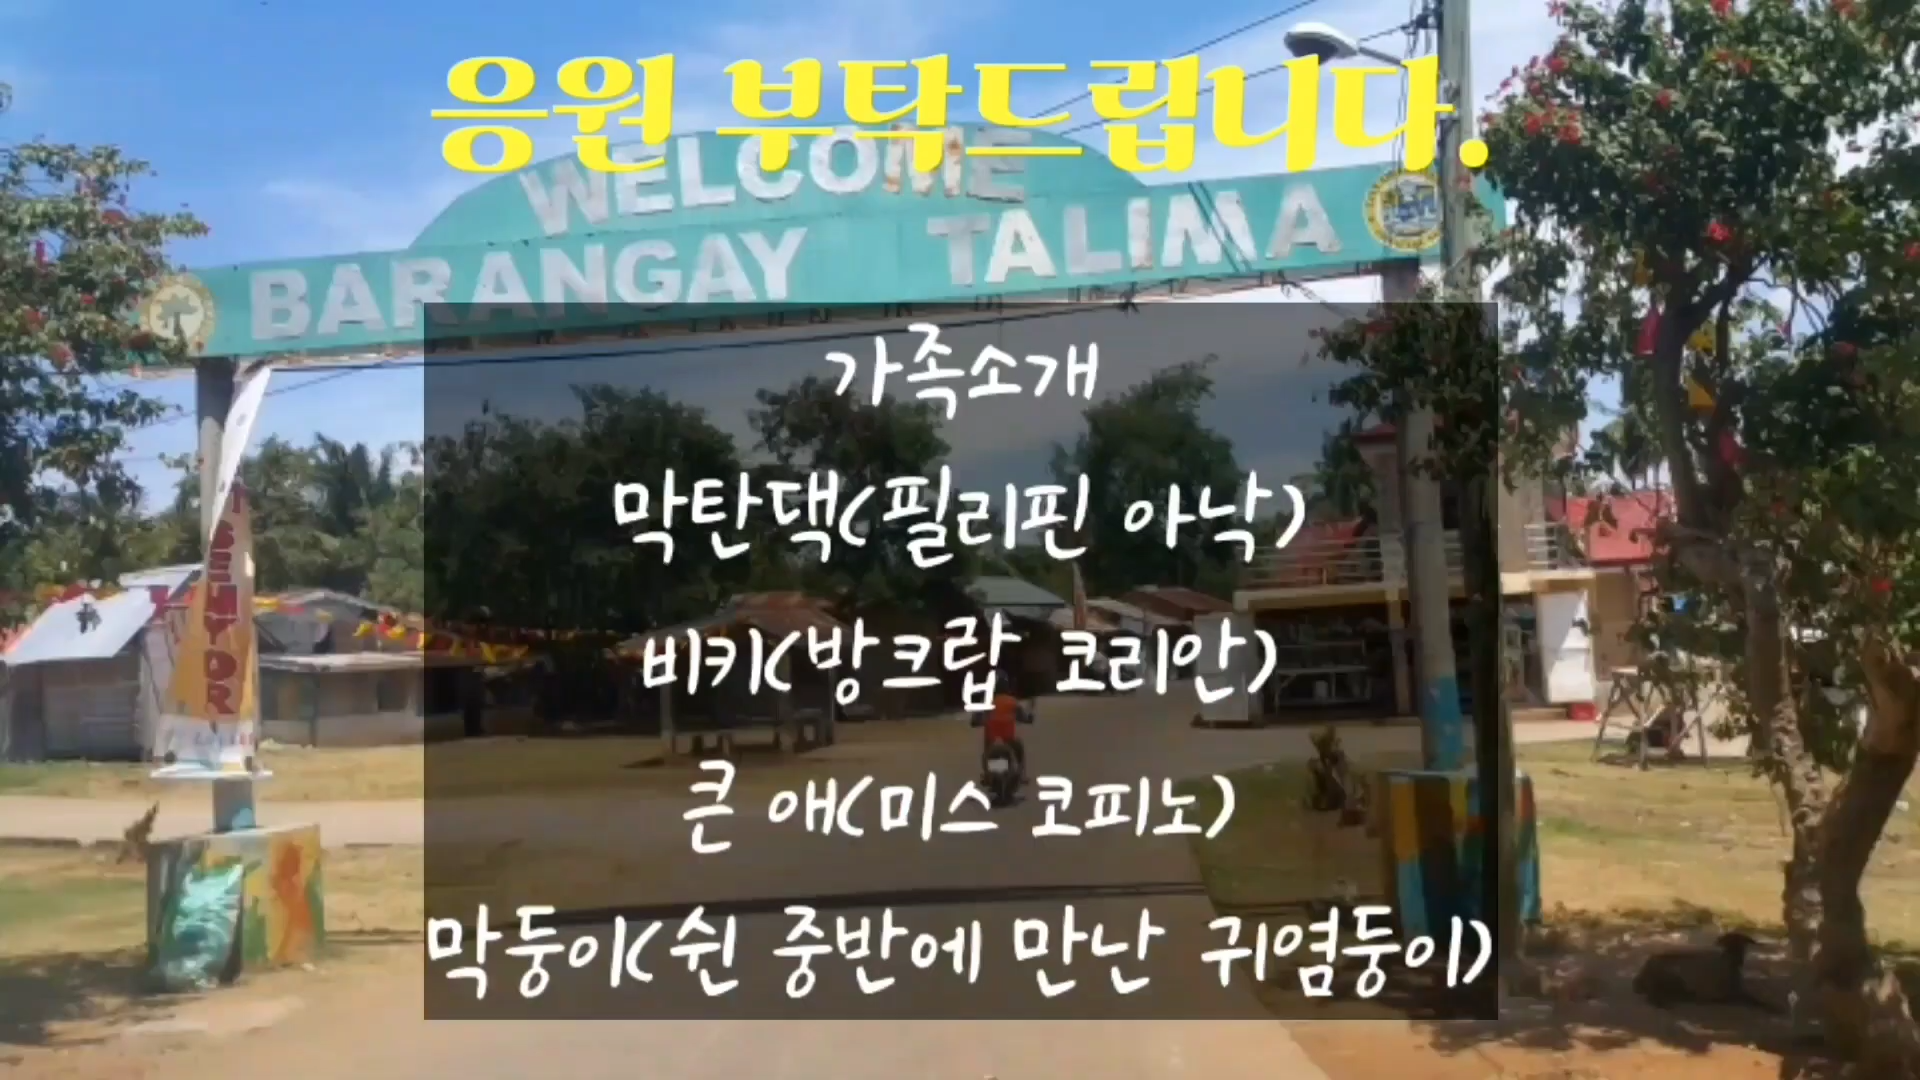 응원 부탁드립니다.
WELCOME
BARANGAY TALIMA
가족소개
막탄댁(필리핀 아낙)
비키(방크랍 코리안)
큰 애(미스 코피노)
막둥이(쉰 중반에 만난 귀염둥이)
SENYOR